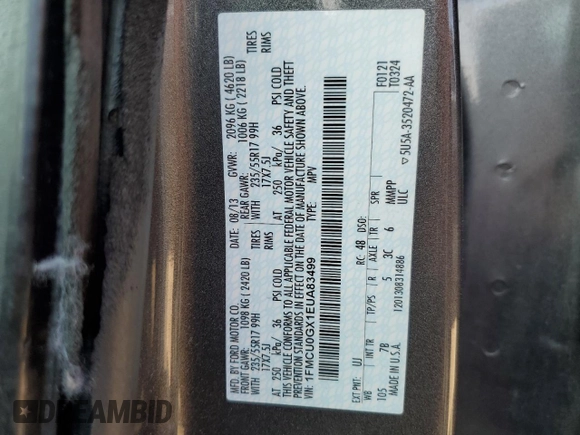 MFD. BY FORD MOTOR CO.
DATE: 08/13 GVWR: 2096 KG ( 4620 LB)
FRONT GAWR: 1098 KG (2420 LB) REAR GAWR: 1006 KG ( 2218 LB)
235/55R17 99H TIRES 235/55R17 99H TIRES
17X7.5J RIMS 17X7.5J RIMS
AT 250 kPa/ 36 PSI COLD AT 250 kPa/ 36 PSI COLD
THIS VEHICLE CONFORMS TO ALL APPLICABLE FEDERAL MOTOR VEHICLE SAFETY AND THEFT
PREVENTION STANDARDS IN EFFECT ON THE DATE OF MANUFACTURE SHOWN ABOVE.
VIN: 1FMCU0GX1EUA83499
TYPE: MPV
EXT PNT: UJ RC: 48 DSO: F0121
T0324
WB INT TR TP/PS R AXLE TR SPR
105 7B 5 3C 6 MMPP
ULC
MADE IN U.S.A.
1201308314886
▽5U5A-3520472-AA
DREAMBID